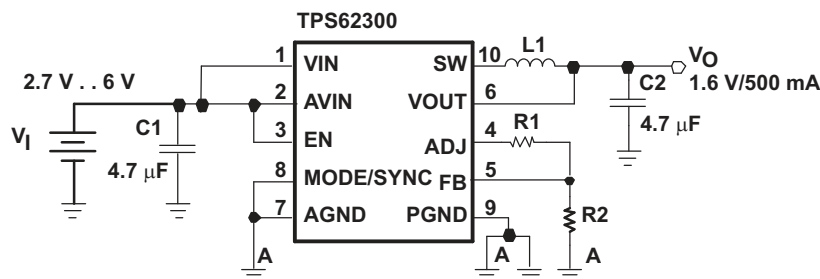 TPS62300
2.7 V . . 6 V
VI
C1
4.7 μF
1 VIN
2 AVIN
3 EN
8 MODE/SYNC
7 AGND
A
SW 10
VOUT 6
ADJ 4
FB 5
PGND 9
A
L1
R1
R2
A
C2
4.7 μF
VO
1.6 V/500 mA